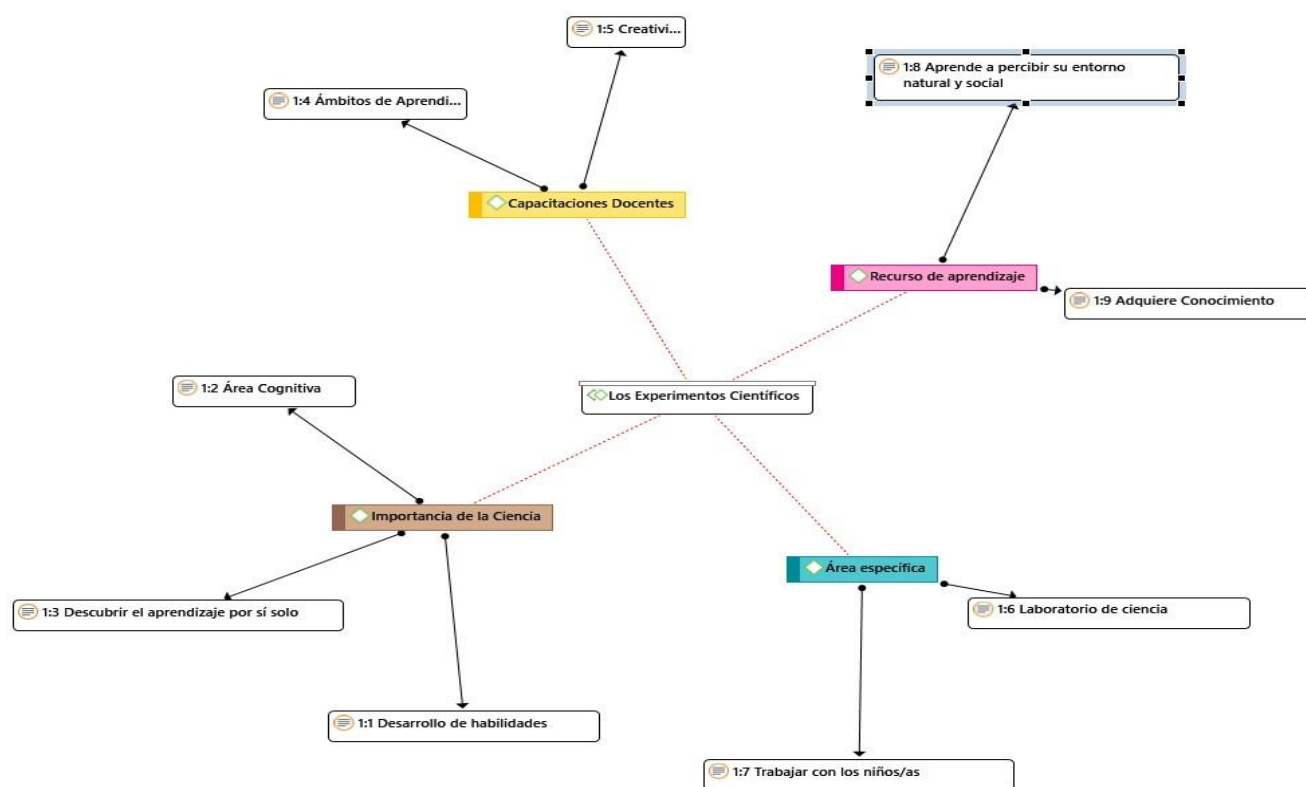 1:5 Creativi...
1:8 Aprende a percibir su entorno
natural y social
1:4 Ámbitos de Aprendi...
Capacitaciones Docentes
Recurso de aprendizaje
1:9 Adquiere Conocimiento
1:2 Área Cognitiva
Los Experimentos Científicos
Importancia de la Ciencia
Área específica
1:3 Descubrir el aprendizaje por sí solo
1:6 Laboratorio de ciencia
1:1 Desarrollo de habilidades
1:7 Trabajar con los niños/as